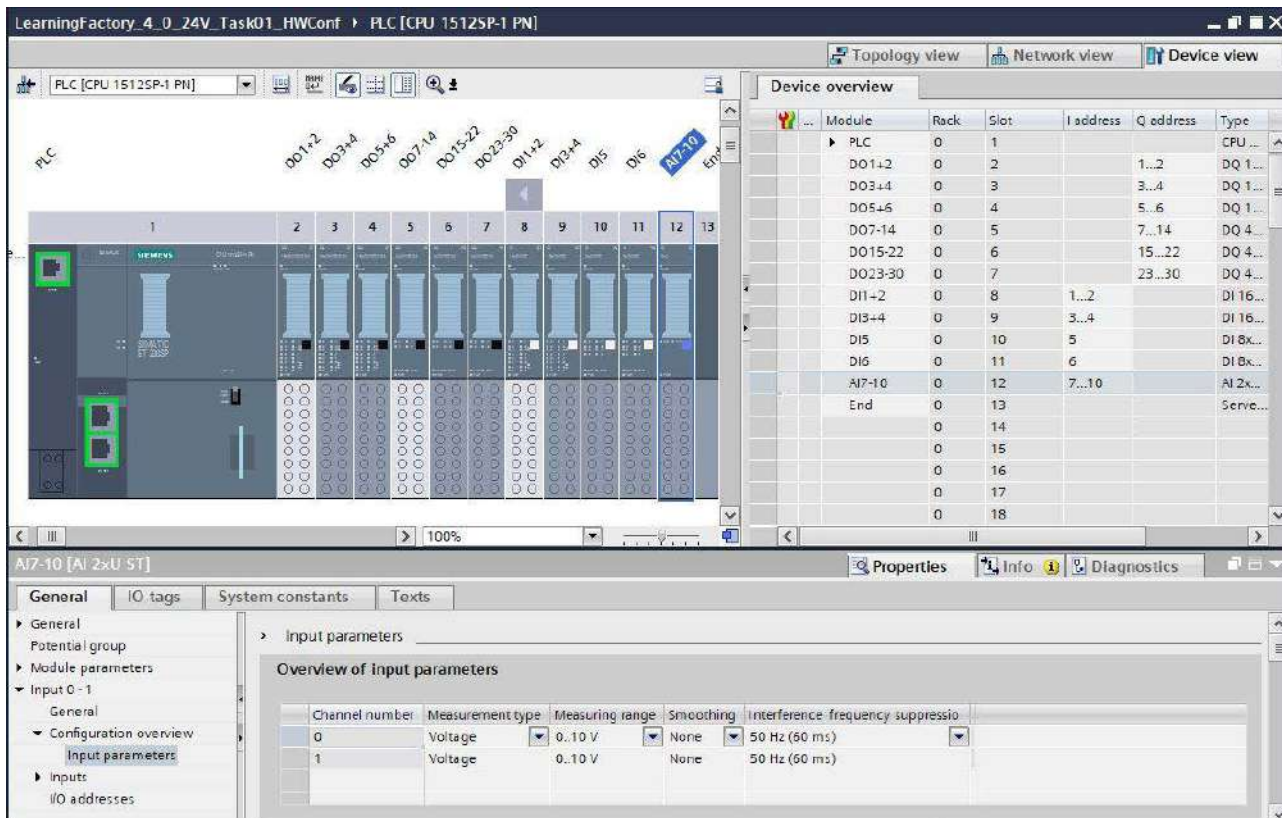 LearningFactory_4_0_24V_Task01_HWConf ▸ PLC [CPU 1512SP-1 PN]
Topology view Network view Device view
PLC [CPU 1512SP-1 PN]
PLC DO1+2 DO3+4 DO5+6 DO7-14 DO15-22 DO23-30 DI1+2 DI3+4 DI5 DI6 AI7-10 End
1 2 3 4 5 6 7 8 9 10 11 12 13
SIEMENS
SIMATIC
ET 200SP
100%
Device overview
... Module Rack Slot I address Q address Type
PLC 0 1 CPU ...
DO1+2 0 2 1...2 DQ 1...
DO3+4 0 3 3...4 DQ 1...
DO5+6 0 4 5...6 DQ 1...
DO7-14 0 5 7...14 DQ 4...
DO15-22 0 6 15...22 DQ 4...
DO23-30 0 7 23...30 DQ 4...
DI1+2 0 8 1...2 DI 16...
DI3+4 0 9 3...4 DI 16...
DI5 0 10 5 DI 8x...
DI6 0 11 6 DI 8x...
AI7-10 0 12 7...10 AI 2x...
End 0 13 Serve...
0 14
0 15
0 16
0 17
0 18
AI7-10 [AI 2xU ST]
Properties Info Diagnostics
General IO tags System constants Texts
General
Potential group
Module parameters
Input 0 - 1
General
Configuration overview
Input parameters
Inputs
I/O addresses
Input parameters
Overview of input parameters
Channel number Measurement type Measuring range Smoothing Interference frequency suppressio
0 Voltage 0..10 V None 50 Hz (60 ms)
1 Voltage 0..10 V None 50 Hz (60 ms)